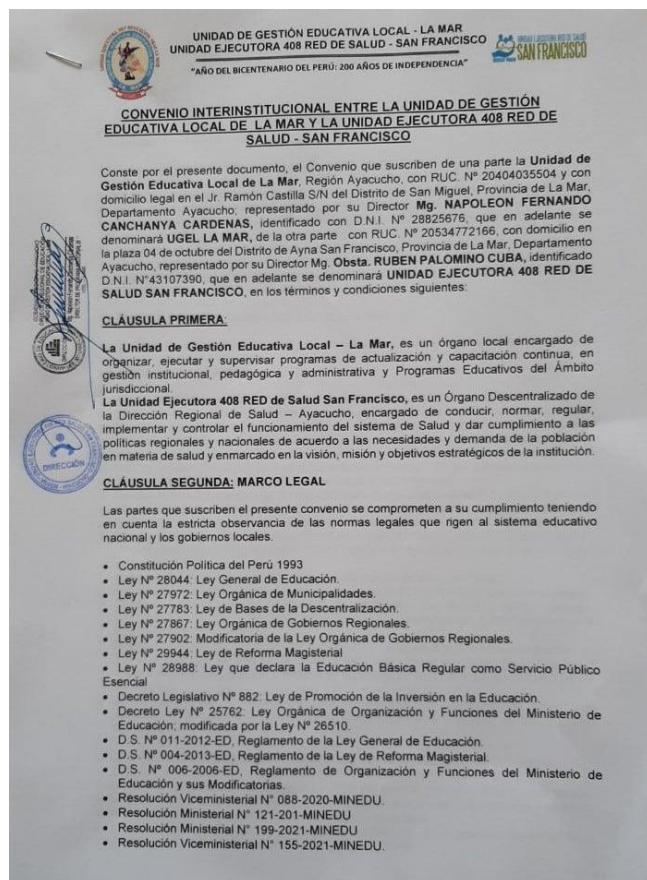 UNIDAD DE GESTIÓN EDUCATIVA LOCAL - LA MAR
UNIDAD EJECUTORA 408 RED DE SALUD - SAN FRANCISCO
"AÑO DEL BICENTENARIO DEL PERÚ: 200 AÑOS DE INDEPENDENCIA"
SAN FRANCISCO
CONVENIO INTERINSTITUCIONAL ENTRE LA UNIDAD DE GESTIÓN
EDUCATIVA LOCAL DE LA MAR Y LA UNIDAD EJECUTORA 408 RED DE
SALUD - SAN FRANCISCO
Conste por el presente documento, el Convenio que suscriben de una parte la Unidad de
Gestión Educativa Local de La Mar, Región Ayacucho, con RUC. Nº 20404035504 y con
domicilio legal en el Jr. Ramón Castilla S/N del Distrito de San Miguel, Provincia de La Mar,
Departamento Ayacucho; representado por su Director Mg. NAPOLEON FERNANDO
CANCHANYA CARDENAS, identificado con D.N.I. Nº 28825676, que en adelante se
denominará UGEL LA MAR, de la otra parte con RUC. Nº 20534772166, con domicilio en
la plaza 04 de octubre del Distrito de Ayna San Francisco, Provincia de La Mar, Departamento
Ayacucho, representado por su Director Mg. Obsta. RUBEN PALOMINO CUBA, identificado
D.N.I. N°43107390, que en adelante se denominará UNIDAD EJECUTORA 408 RED DE
SALUD SAN FRANCISCO, en los términos y condiciones siguientes:
CLÁUSULA PRIMERA:
La Unidad de Gestión Educativa Local – La Mar, es un órgano local encargado de
organizar, ejecutar y supervisar programas de actualización y capacitación continua, en
gestión institucional, pedagógica y administrativa y Programas Educativos del Ámbito
jurisdiccional.
La Unidad Ejecutora 408 RED de Salud San Francisco, es un Órgano Descentralizado de
la Dirección Regional de Salud – Ayacucho, encargado de conducir, normar, regular,
implementar y controlar el funcionamiento del sistema de Salud y dar cumplimiento a las
políticas regionales y nacionales de acuerdo a las necesidades y demanda de la población
en materia de salud y enmarcado en la visión, misión y objetivos estratégicos de la institución.
DIRECCIÓN
CLÁUSULA SEGUNDA: MARCO LEGAL
Las partes que suscriben el presente convenio se comprometen a su cumplimiento teniendo
en cuenta la estricta observancia de las normas legales que rigen al sistema educativo
nacional y los gobiernos locales.
• Constitución Política del Perú 1993
• Ley Nº 28044: Ley General de Educación.
• Ley Nº 27972: Ley Orgánica de Municipalidades.
• Ley Nº 27783: Ley de Bases de la Descentralización.
• Ley Nº 27867: Ley Orgánica de Gobiernos Regionales.
• Ley Nº 27902: Modificatoria de la Ley Orgánica de Gobiernos Regionales.
• Ley Nº 29944: Ley de Reforma Magisterial
• Ley Nº 28988: Ley que declara la Educación Básica Regular como Servicio Público
Esencial
• Decreto Legislativo Nº 882: Ley de Promoción de la Inversión en la Educación.
• Decreto Ley Nº 25762: Ley Orgánica de Organización y Funciones del Ministerio de
Educación; modificada por la Ley Nº 26510.
• D.S. Nº 011-2012-ED, Reglamento de la Ley General de Educación.
• D.S. Nº 004-2013-ED, Reglamento de la Ley de Reforma Magisterial.
• D.S. Nº 006-2006-ED, Reglamento de Organización y Funciones del Ministerio de
Educación y sus Modificatorias.
• Resolución Viceministerial N° 088-2020-MINEDU.
• Resolución Ministerial N° 121-201-MINEDU
• Resolución Ministerial N° 199-2021-MINEDU
• Resolución Viceministerial N° 155-2021-MINEDU.